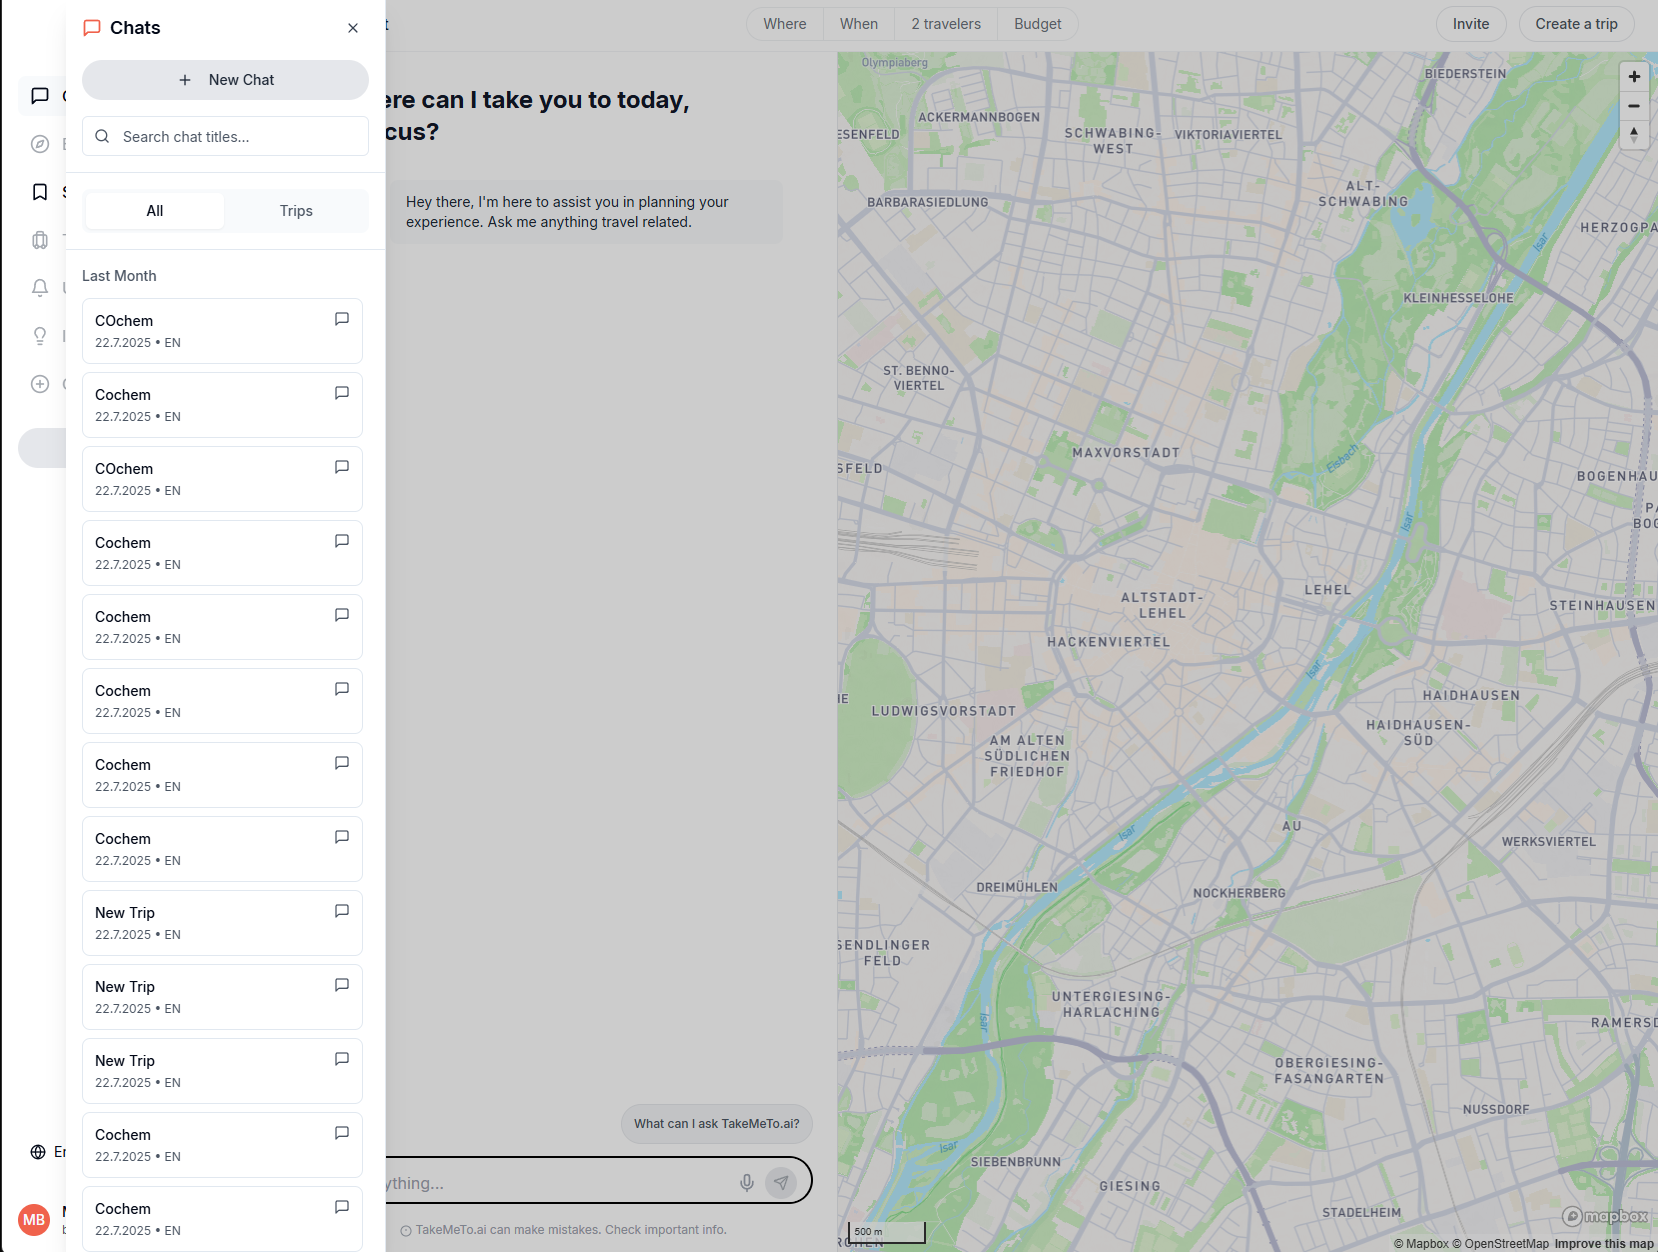 Chats
New Chat
Search chat titles...
All
Trips
Last Month
COchem
22.7.2025 • EN
Cochem
22.7.2025 • EN
COchem
22.7.2025 • EN
Cochem
22.7.2025 • EN
Cochem
22.7.2025 • EN
Cochem
22.7.2025 • EN
Cochem
22.7.2025 • EN
Cochem
22.7.2025 • EN
New Trip
22.7.2025 • EN
New Trip
22.7.2025 • EN
New Trip
22.7.2025 • EN
Cochem
22.7.2025 • EN
Cochem
22.7.2025 • EN
MB
Where
When
2 travelers
Budget
Invite
Create a trip
ere can I take you to today,
cus?
Hey there, I'm here to assist you in planning your
experience. Ask me anything travel related.
What can I ask TakeMeTo.ai?
ything...
TakeMeTo.ai can make mistakes. Check important info.
Olympiaberg
BIEDERSTEIN
ACKERMANNBOGEN
ESENFELD
SCHWABING-
WEST
VIKTORIAVIERTEL
ALT-
SCHWABING
BARBARASIEDLUNG
HERZOGPA
Isar
KLEINHESSELOHE
ST. BENNO-
VIERTEL
MAXVORSTADT
Eisbach
SFELD
BOGENHAU
PA
BOG
Isar
ALTSTADT-
LEHEL
LEHEL
STEINHAUSEN
HACKENVIERTEL
Isar
HE
LUDWIGSVORSTADT
HAIDHAUSEN
HAIDHAUSEN-
SÜD
AM ALTEN
SÜDLICHEN
FRIEDHOF
Isar
AU
WERKSVIERTEL
DREIMÜHLEN
NOCKHERBERG
SENDLINGER
FELD
UNTERGIESING-
HARLACHING
Isar
RAMERSD
OBERGIESING-
FASANGARTEN
NUSSDORF
Isar
SIEBENBRUNN
GIESING
STADELHEIM
500 m
RCHEN
mapbox
© Mapbox © OpenStreetMap Improve this map